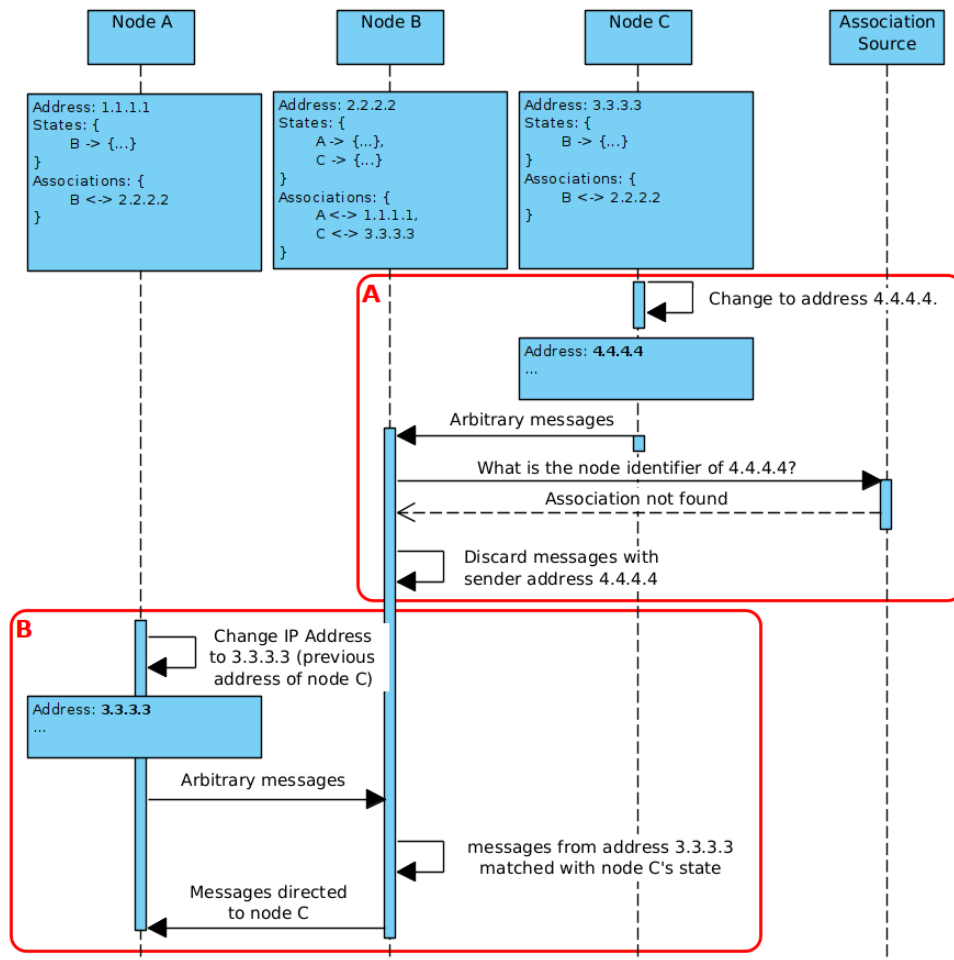 Node A
Node B
Node C
Association
Source
Address: 1.1.1.1
States: {
B -> {...}
}
Associations: {
B <-> 2.2.2.2
}
Address: 2.2.2.2
States: {
A -> {...},
C -> {...}
}
Associations: {
A <-> 1.1.1.1,
C <-> 3.3.3.3
}
Address: 3.3.3.3
States: {
B -> {...}
}
Associations: {
B <-> 2.2.2.2
}
A
Change to address 4.4.4.4.
Address: 4.4.4.4
...
Arbitrary messages
What is the node identifier of 4.4.4.4?
Association not found
Discard messages with
sender address 4.4.4.4
B
Change IP Address
to 3.3.3.3 (previous
address of node C)
Address: 3.3.3.3
...
Arbitrary messages
messages from address 3.3.3.3
matched with node C's state
Messages directed
to node C